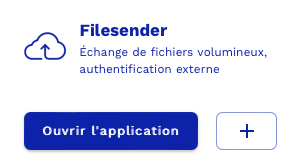 Filesender
Échange de fichiers volumineux,
authentification externe
Ouvrir l'application
+